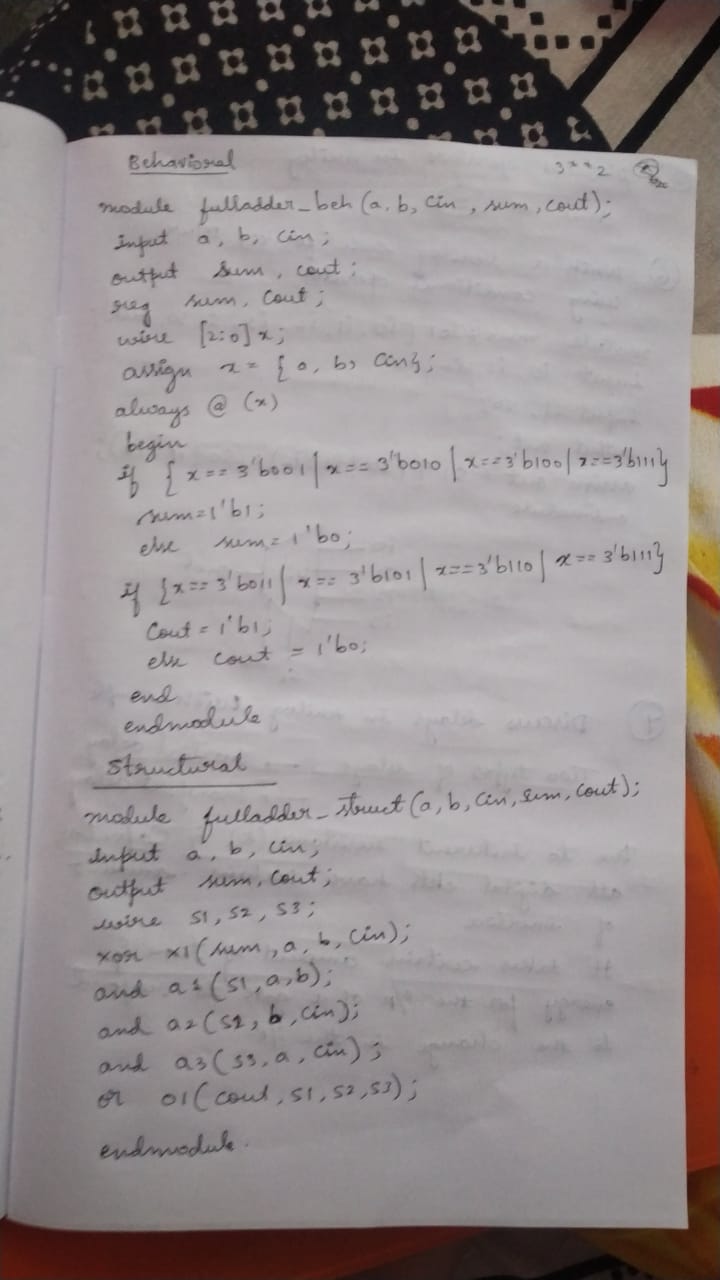 Behavioral
3**2
module fulladder_beh (a, b, cin, sum, cout);
input a, b, cin;
output sum, cout;
reg sum, cout;
wire [2:0] x;
assign x = {a, b, cin};
always @ (x)
begin
if { x == 3'b001 | x == 3'b010 | x == 3'b100 | x == 3'b111}
sum = 1'b1;
else sum = 1'b0;
if {x == 3'b011 | x == 3'b101 | x == 3'b110 | x == 3'b111}
cout = 1'b1;
else cout = 1'b0;
end
endmodule
Structural
module fulladder_struct (a, b, cin, sum, cout);
input a, b, cin;
output sum, cout;
wire s1, s2, s3;
xor x1 (sum, a, b, cin);
and a1 (s1, a, b);
and a2 (s2, b, cin);
and a3 (s3, a, cin);
or o1 (cout, s1, s2, s3);
endmodule.